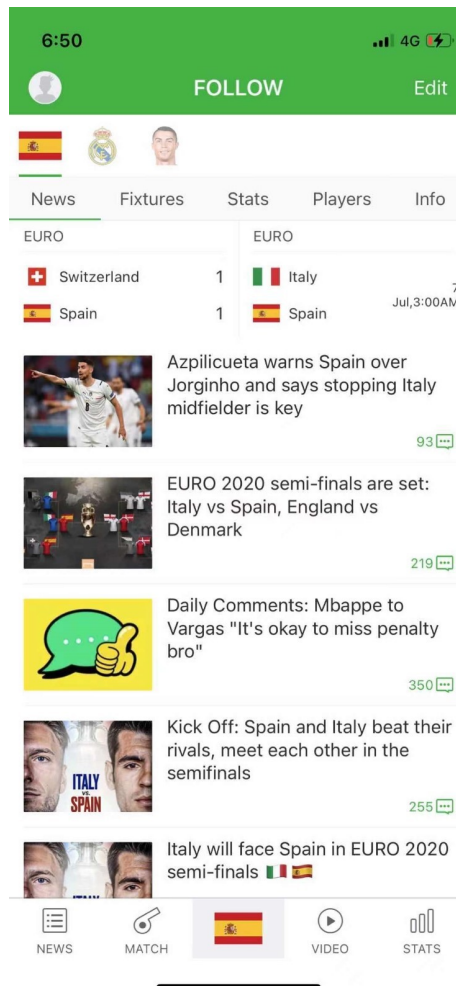 6:50
4G
FOLLOW
Edit
News Fixtures Stats Players Info
EURO
Switzerland 1
Spain 1
EURO
Italy
Spain
7
Jul,3:00AM
Azpilicueta warns Spain over
Jorginho and says stopping Italy
midfielder is key
93
EURO 2020 semi-finals are set:
Italy vs Spain, England vs
Denmark
219
Daily Comments: Mbappe to
Vargas "It's okay to miss penalty
bro"
350
ITALY
VS.
SPAIN
Kick Off: Spain and Italy beat their
rivals, meet each other in the
semifinals
255
ITALY
Italy will face Spain in EURO 2020
semi-finals 🇮🇹 🇪🇸
NEWS MATCH VIDEO STATS